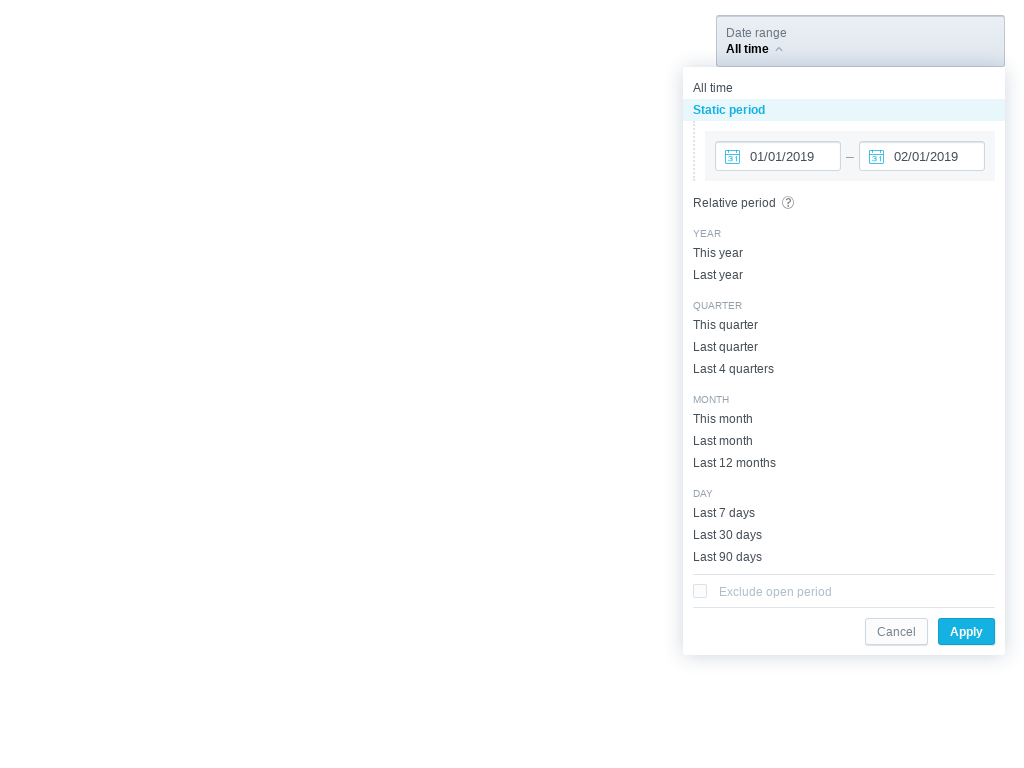 Date range
All time
All time
Static period
01/01/2019 – 02/01/2019
Relative period ?
YEAR
This year
Last year
QUARTER
This quarter
Last quarter
Last 4 quarters
MONTH
This month
Last month
Last 12 months
DAY
Last 7 days
Last 30 days
Last 90 days
Exclude open period
Cancel Apply